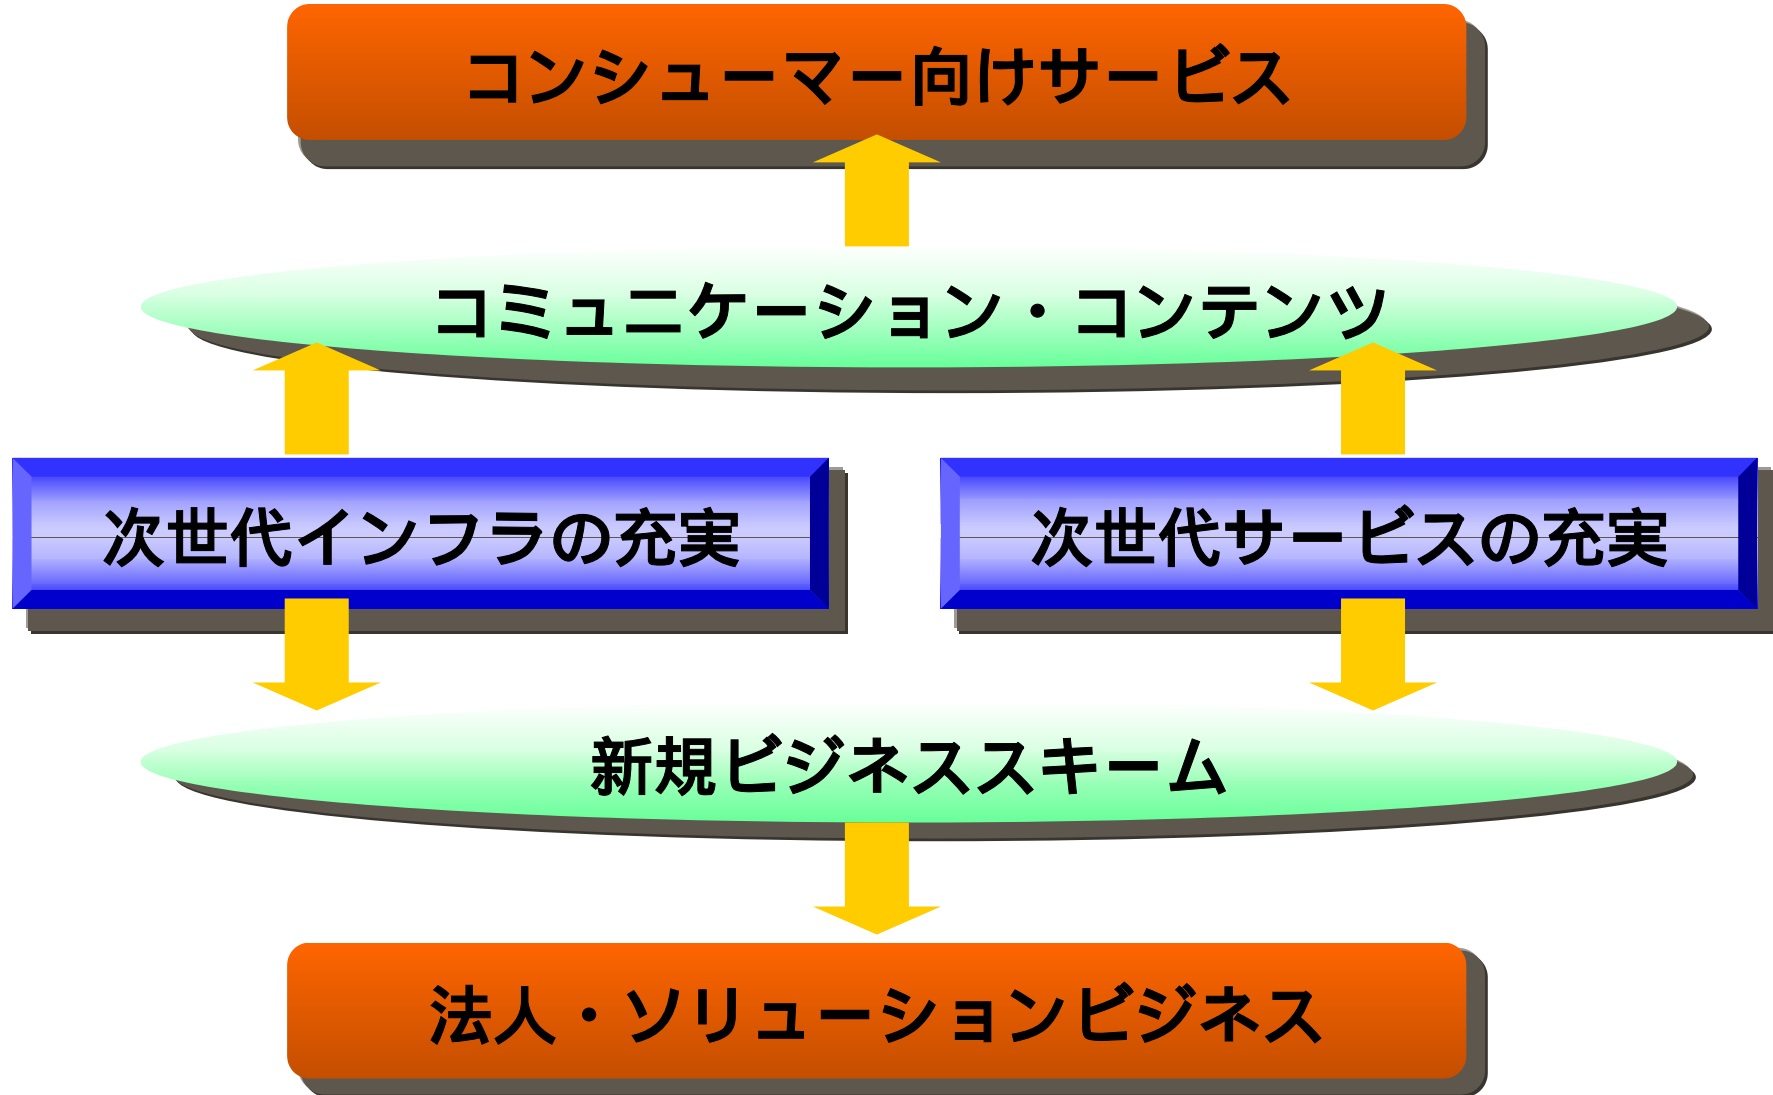 コンシューマー向けサービス
コミュニケーション・コンテンツ
次世代インフラの充実
次世代サービスの充実
新規ビジネススキーム
法人・ソリューションビジネス